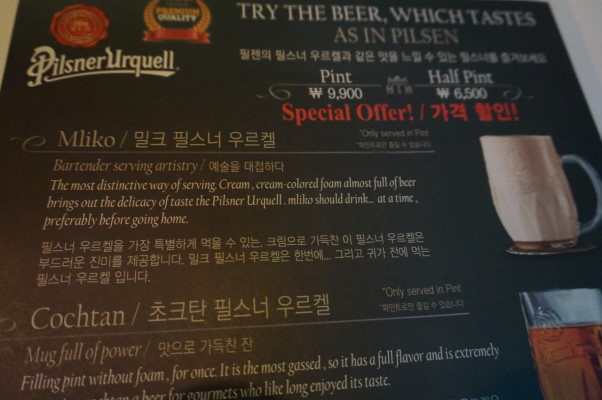 PREMIUM
QUALITY
Pilsner Urquell
TRY THE BEER, WHICH TASTES
AS IN PILSEN
필젠의 필스너 우르켈과 같은 맛을 느낄 수 있는 필스너를 즐겨보세요
Pint
Half Pint
₩ 9,900
₩ 6,500
Special Offer! / 가격 할인!
Mliko / 밀크 필스너 우르켈
*Only served in Pint
*파인트로만 즐길 수 있습니다
Bartender serving artistry / 예술을 대접하다
The most distinctive way of serving. Cream , cream-colored foam almost full of beer
brings out the delicacy of taste the Pilsner Urquell . mliko should drink... at a time ,
preferably before going home.
필스너 우르켈을 가장 특별하게 먹을 수 있는, 크림으로 가득찬 이 필스너 우르켈은
부드러운 진미를 제공합니다. 밀크 필스너 우르켈은 한번에... 그리고 귀가 전에 먹는
필스너 우르켈 입니다.
Cochtan / 초크탄 필스너 우르켈
*Only served in Pint
*파인트로만 즐길 수 있습니다
Mug full of power / 맛으로 가득찬 잔
Filling pint without foam , for once. It is the most gassed , so it has a full flavor and is extremely
cochtan a beer for gourmets who like long enjoyed its taste.